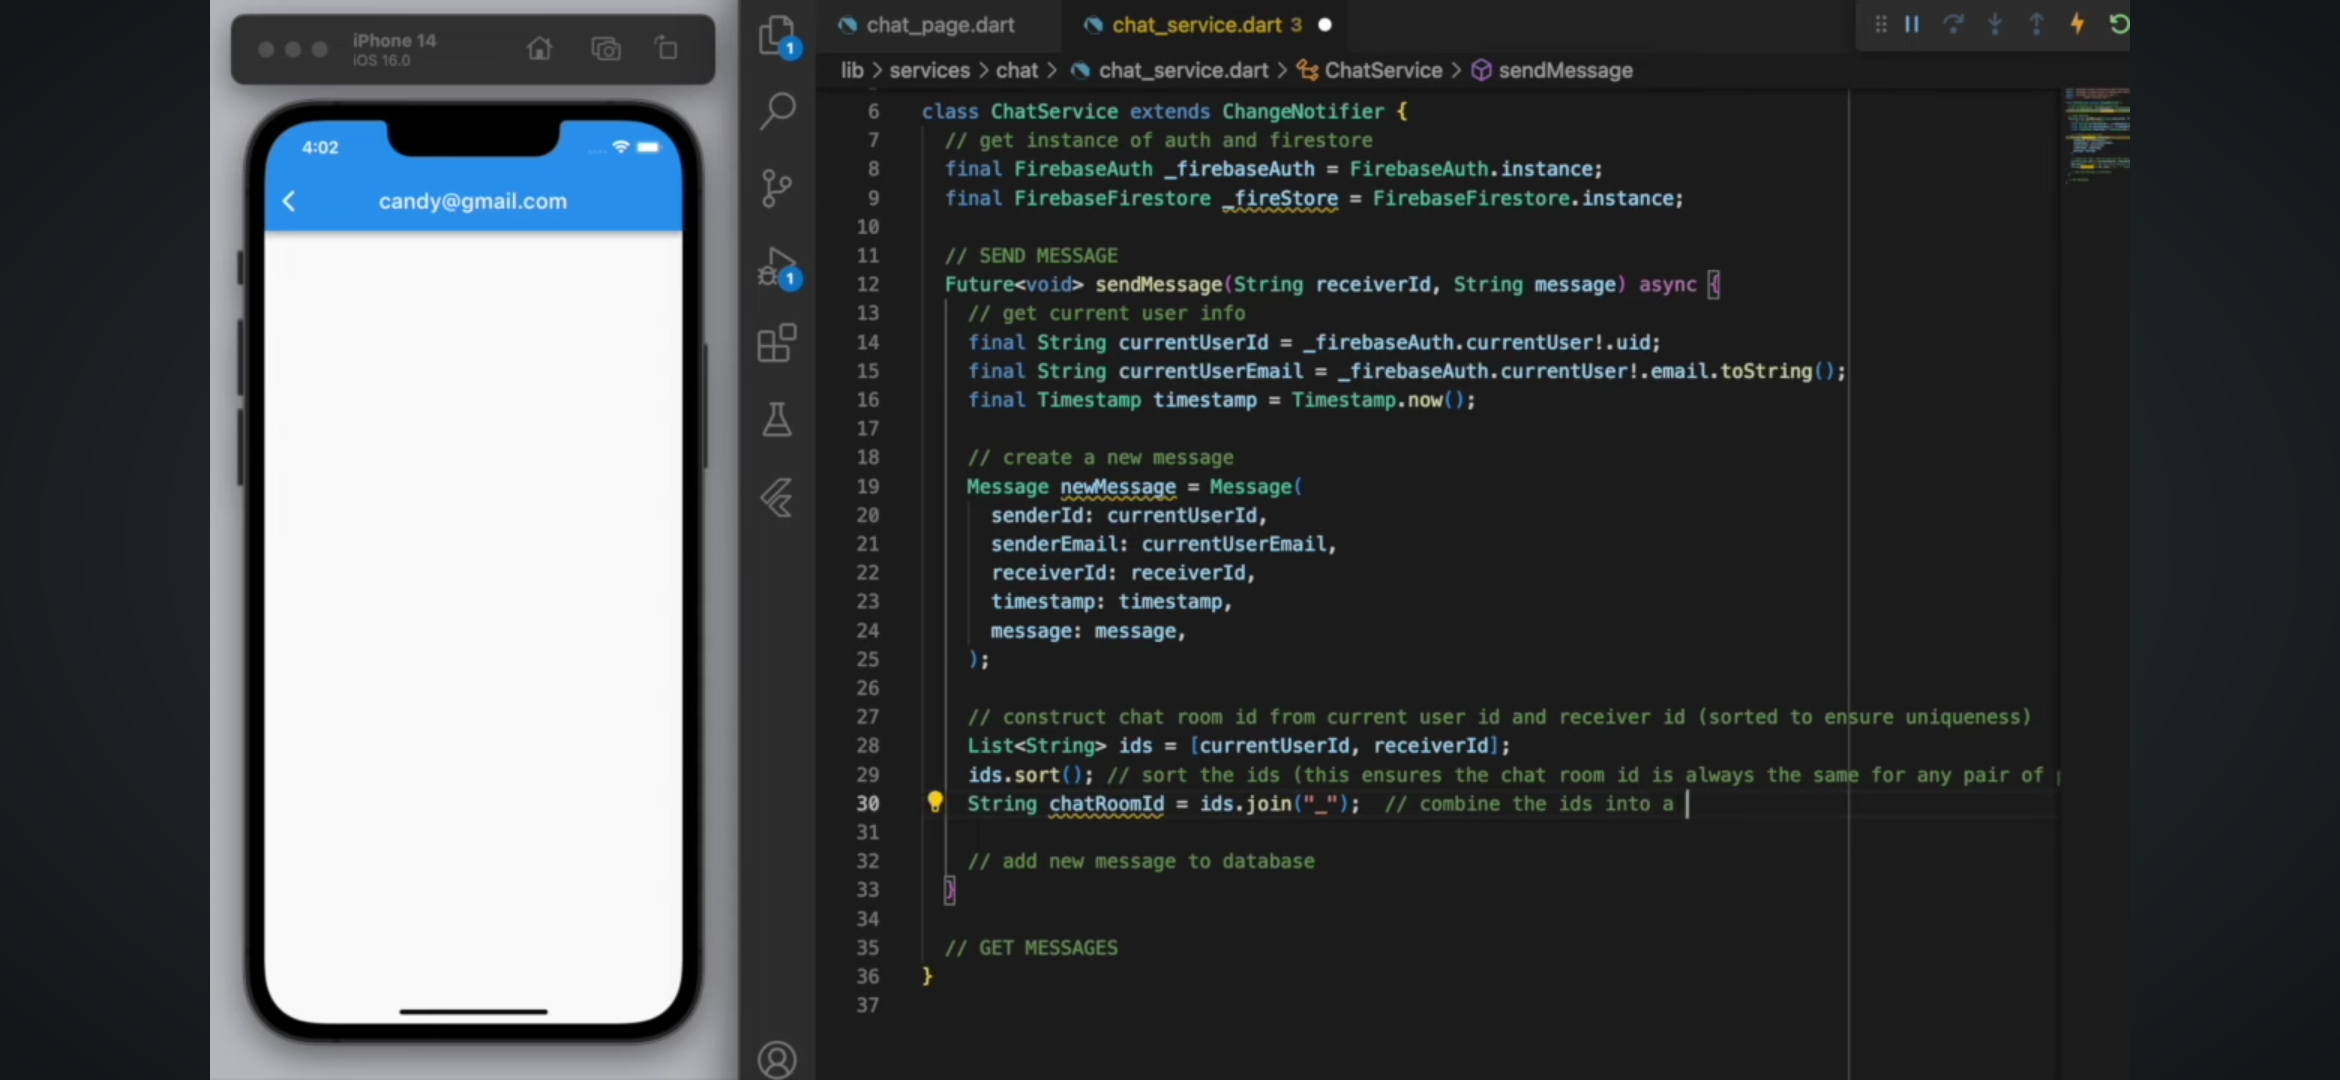 iPhone 14
iOS 16.0
4:02
candy@gmail.com
1
1
chat_page.dart
chat_service.dart 3
lib > services > chat > chat_service.dart > ChatService > sendMessage
6 class ChatService extends ChangeNotifier {
7 // get instance of auth and firestore
8 final FirebaseAuth _firebaseAuth = FirebaseAuth.instance;
9 final FirebaseFirestore _fireStore = FirebaseFirestore.instance;
10
11 // SEND MESSAGE
12 Future<void> sendMessage(String receiverId, String message) async {
13 // get current user info
14 final String currentUserId = _firebaseAuth.currentUser!.uid;
15 final String currentUserEmail = _firebaseAuth.currentUser!.email.toString();
16 final Timestamp timestamp = Timestamp.now();
17
18 // create a new message
19 Message newMessage = Message(
20 senderId: currentUserId,
21 senderEmail: currentUserEmail,
22 receiverId: receiverId,
23 timestamp: timestamp,
24 message: message,
25 );
26
27 // construct chat room id from current user id and receiver id (sorted to ensure uniqueness)
28 List<String> ids = [currentUserId, receiverId];
29 ids.sort(); // sort the ids (this ensures the chat room id is always the same for any pair of
30 String chatRoomId = ids.join("_"); // combine the ids into a
31
32 // add new message to database
33 }
34
35 // GET MESSAGES
36 }
37